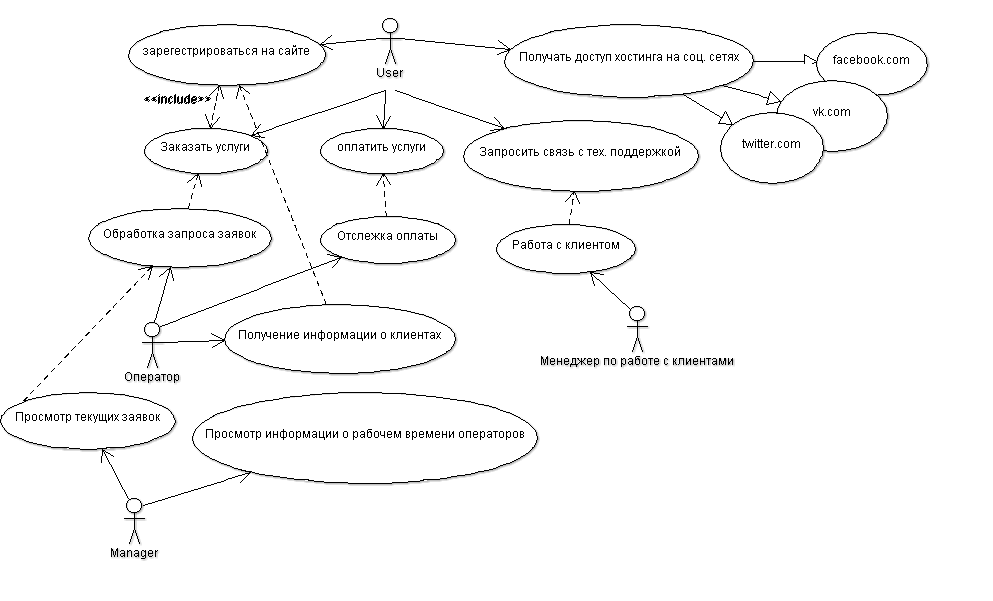 зарегестрироваться на сайте
User
Получать доступ хостинга на соц. сетях
facebook.com
vk.com
twitter.com
<<include>>
Заказать услуги
оплатить услуги
Запросить связь с тех. поддержкой
Обработка запроса заявок
Отслежка оплаты
Работа с клиентом
Получение информации о клиентах
Оператор
Менеджер по работе с клиентами
Просмотр текущих заявок
Просмотр информации о рабочем времени операторов
Manager